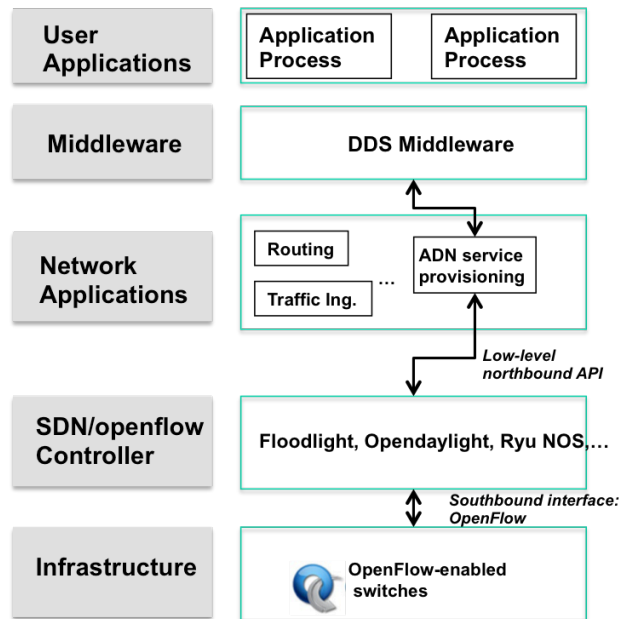 User
Applications
Application
Process
Application
Process
Middleware
DDS Middleware
Network
Applications
Routing
Traffic Ing.
...
ADN service
provisioning
Low-level
northbound API
SDN/openflow
Controller
Floodlight, Opendaylight, Ryu NOS,...
Southbound interface:
OpenFlow
Infrastructure
OpenFlow-enabled
switches